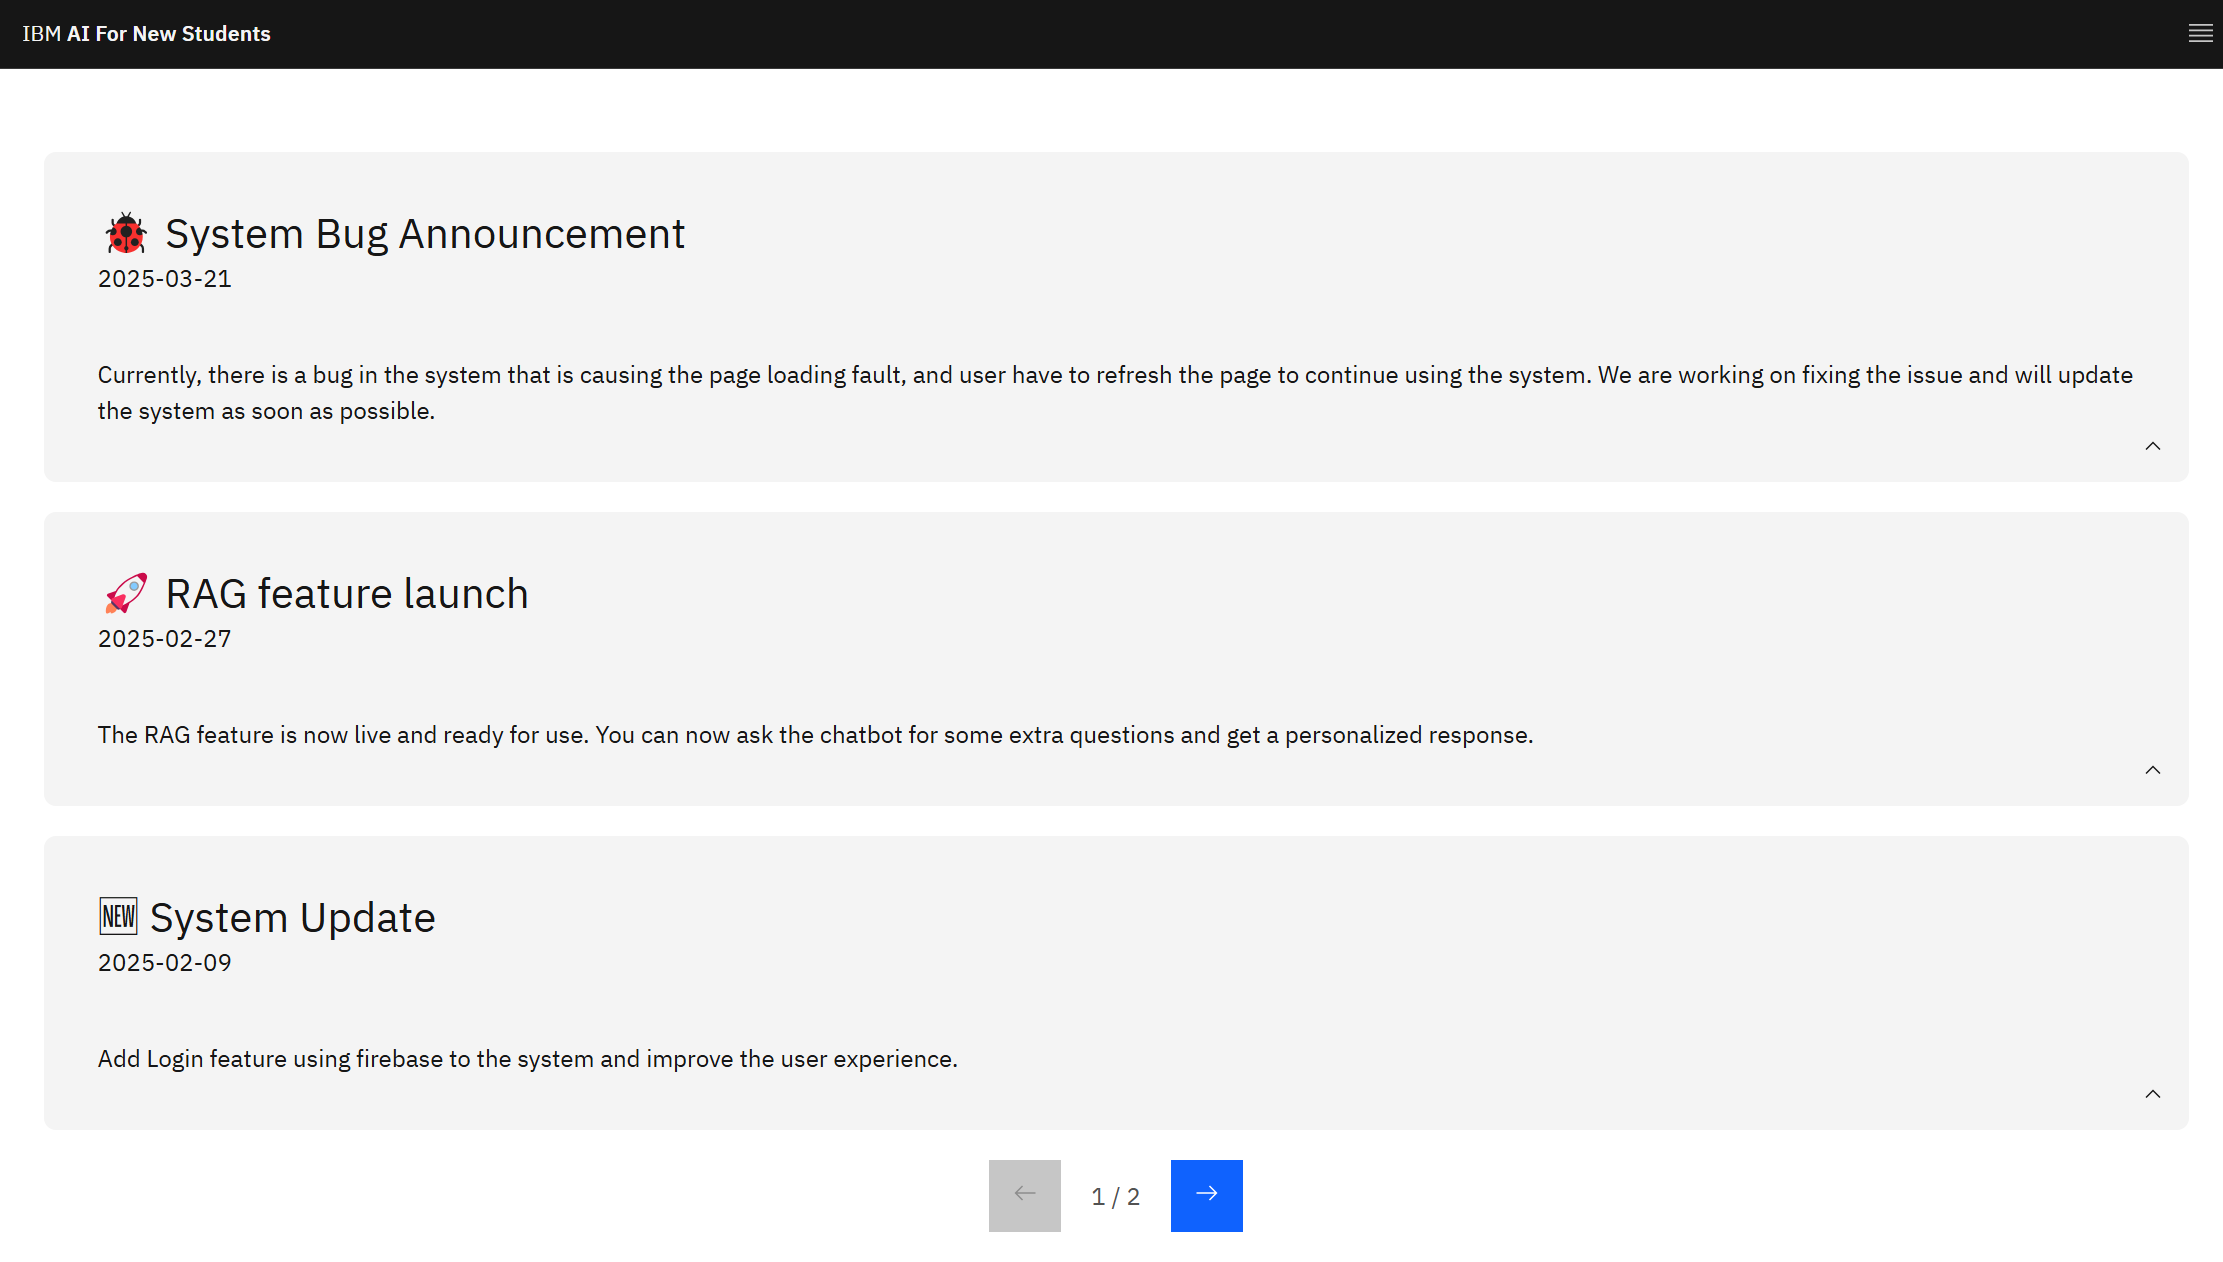 IBM AI For New Students
🐞 System Bug Announcement
2025-03-21
Currently, there is a bug in the system that is causing the page loading fault, and user have to refresh the page to continue using the system. We are working on fixing the issue and will update
the system as soon as possible.
🚀 RAG feature launch
2025-02-27
The RAG feature is now live and ready for use. You can now ask the chatbot for some extra questions and get a personalized response.
🆕 System Update
2025-02-09
Add Login feature using firebase to the system and improve the user experience.
1 / 2